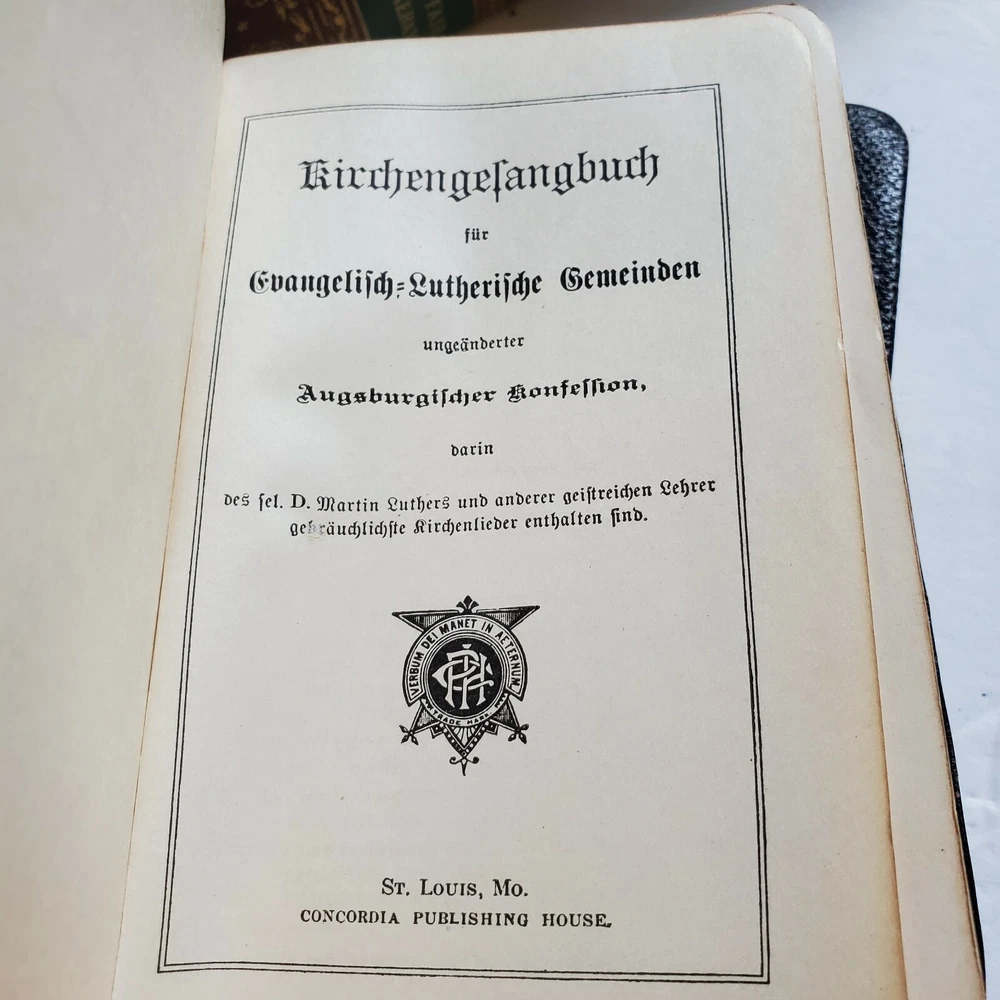 Kirchengesangbuch
für
Evangelisch-Lutherische Gemeinden
ungeänderter
Augsburgischer Konfession,
darin
des sel. D. Martin Luthers und anderer geistreichen Lehrer
gebräuchlichste Kirchenlieder enthalten sind.
VERBUM DEI MANET IN AETERNUM
TRADE MARK
ST. LOUIS, MO.
CONCORDIA PUBLISHING HOUSE.